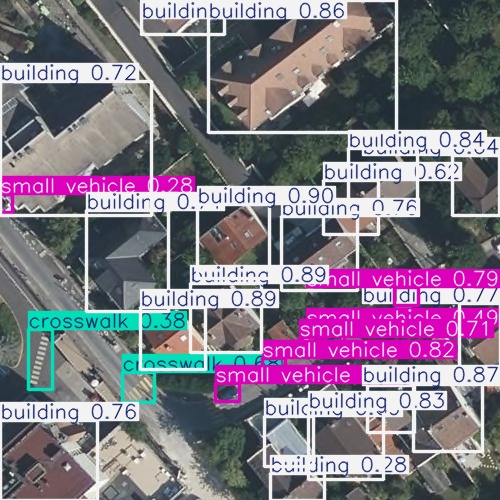 building 0.86
building 0.72
building 0.84
building 0.62
small vehicle 0.28
building 0.90
building 0.76
building 0.89
small vehicle 0.79
building 0.77
building 0.89
crosswalk 0.38
small vehicle 0.49
small vehicle 0.71
small vehicle 0.82
crosswalk 0.68
small vehicle
building 0.87
building 0.83
building 0.76
building 0.28